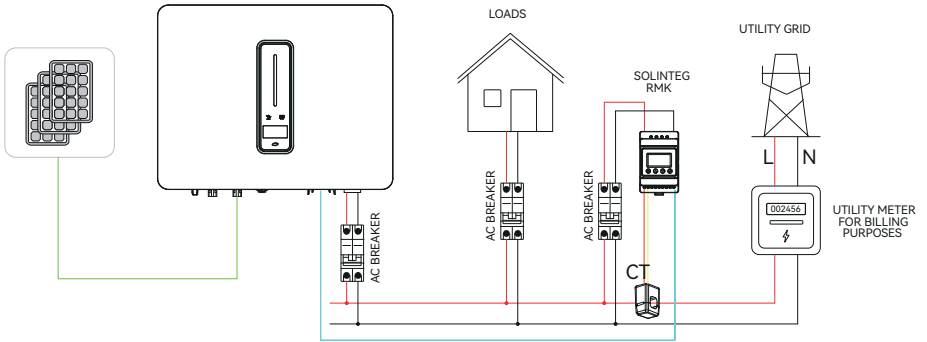 LOADS
UTILITY GRID
SOLINTEG
RMK
L N
AC BREAKER
AC BREAKER
AC BREAKER
002456
UTILITY METER
FOR BILLING
PURPOSES
CT